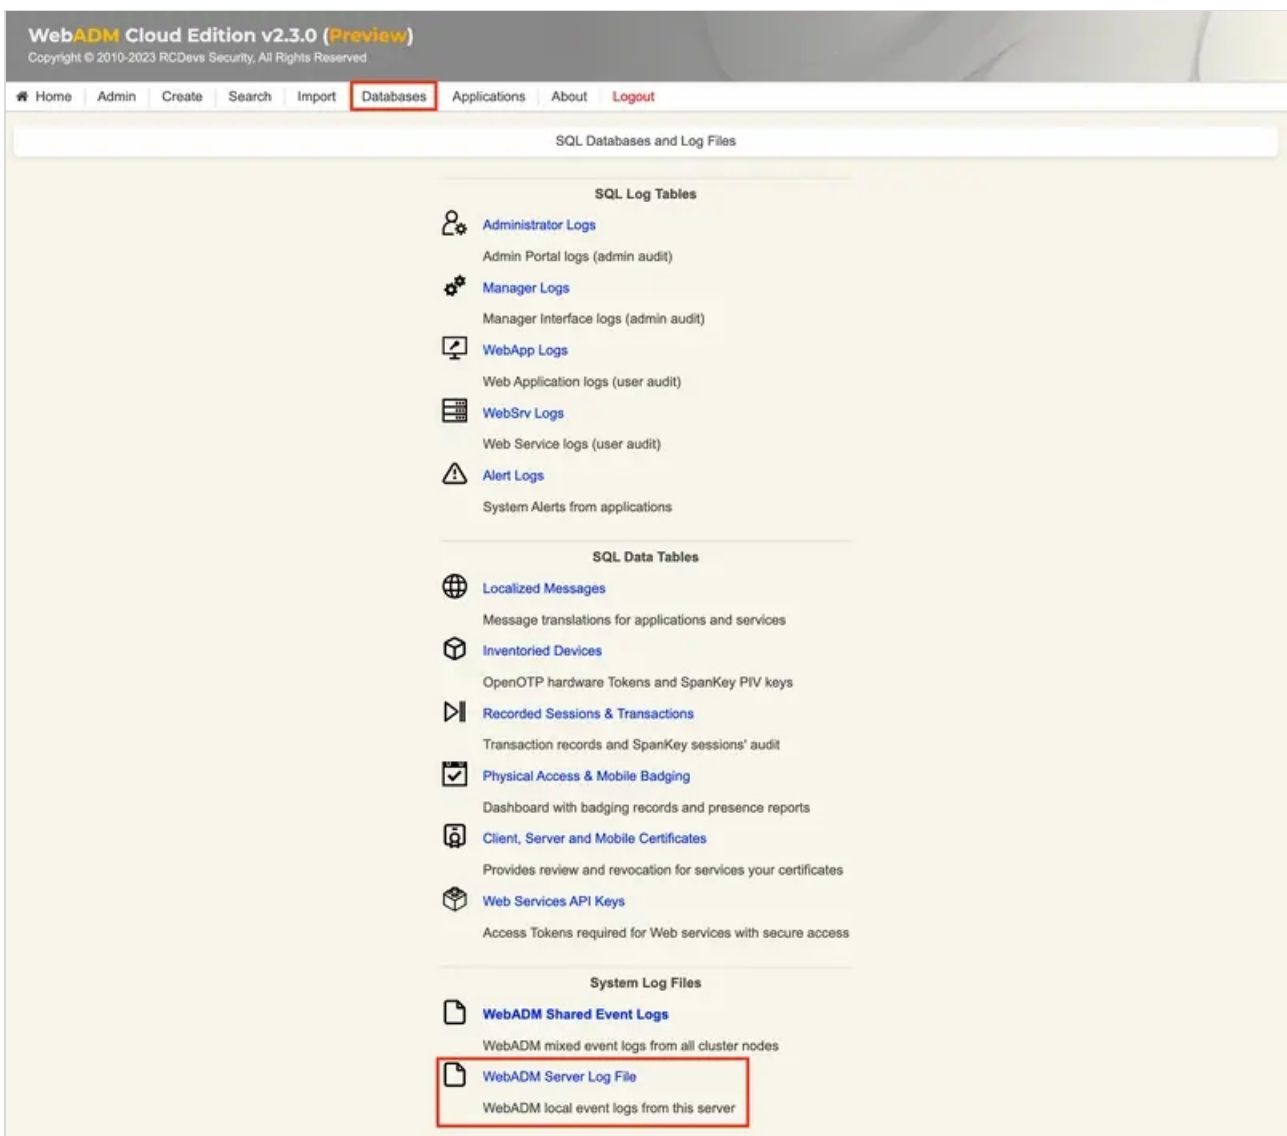 WebADM Cloud Edition v2.3.0 (Preview)
Copyright © 2010-2023 RCDevs Security, All Rights Reserved
Home Admin Create Search Import Databases Applications About Logout
SQL Databases and Log Files
SQL Log Tables
Administrator Logs
Admin Portal logs (admin audit)
Manager Logs
Manager Interface logs (admin audit)
WebApp Logs
Web Application logs (user audit)
WebSrv Logs
Web Service logs (user audit)
Alert Logs
System Alerts from applications
SQL Data Tables
Localized Messages
Message translations for applications and services
Inventoried Devices
OpenOTP hardware Tokens and SpanKey PIV keys
Recorded Sessions & Transactions
Transaction records and SpanKey sessions' audit
Physical Access & Mobile Badging
Dashboard with badging records and presence reports
Client, Server and Mobile Certificates
Provides review and revocation for services your certificates
Web Services API Keys
Access Tokens required for Web services with secure access
System Log Files
WebADM Shared Event Logs
WebADM mixed event logs from all cluster nodes
WebADM Server Log File
WebADM local event logs from this server